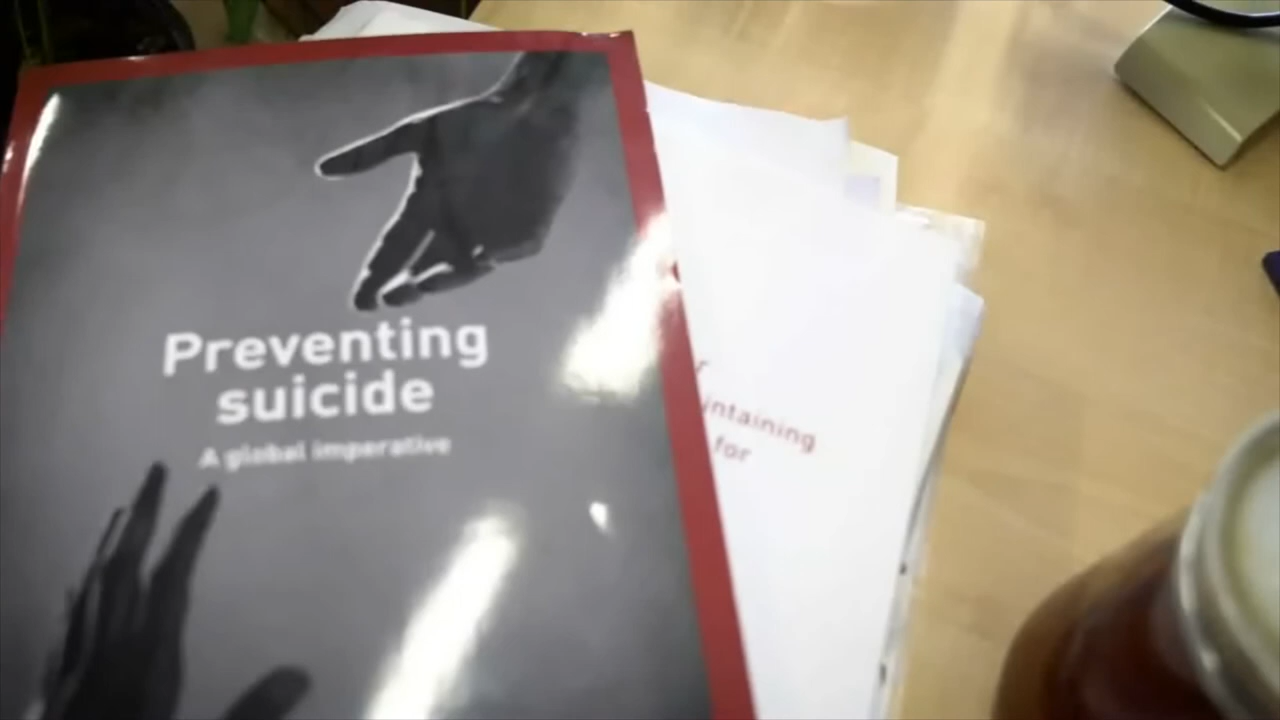 Preventing
suicide
A global imperative
intaining
for